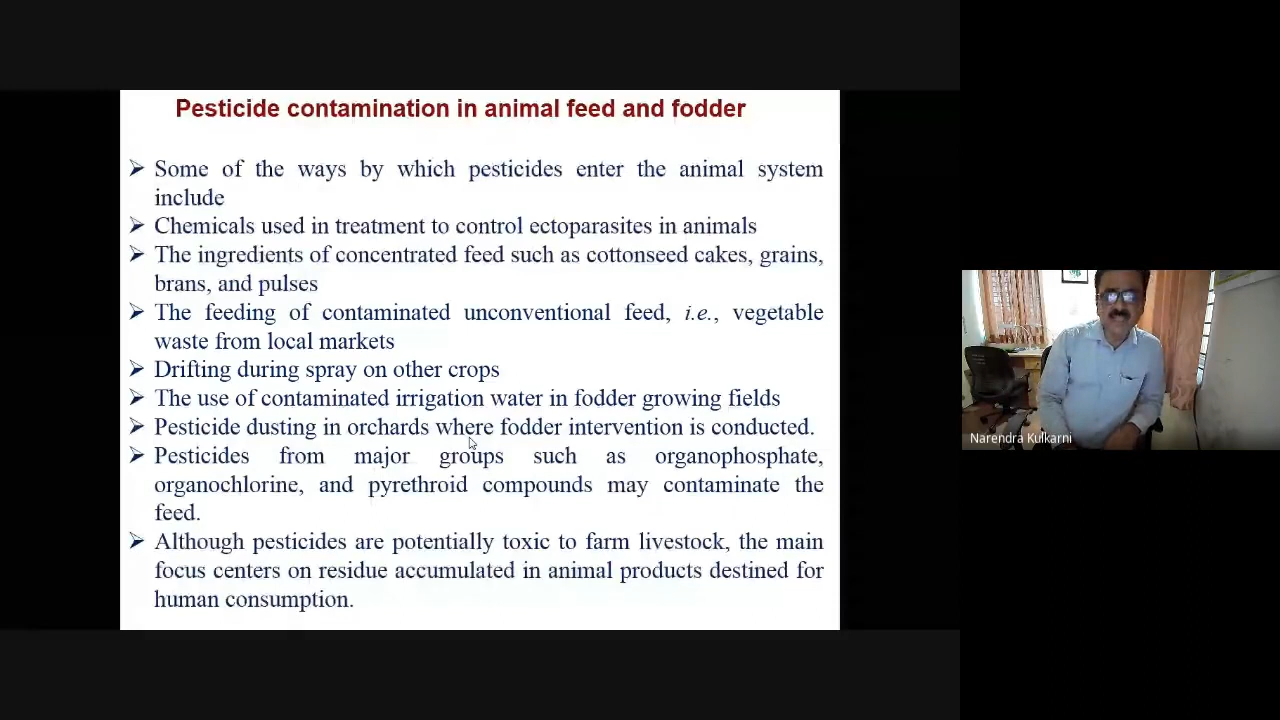 Pesticide contamination in animal feed and fodder
➢ Some of the ways by which pesticides enter the animal system
include
➢ Chemicals used in treatment to control ectoparasites in animals
➢ The ingredients of concentrated feed such as cottonseed cakes, grains,
brans, and pulses
➢ The feeding of contaminated unconventional feed, i.e., vegetable
waste from local markets
➢ Drifting during spray on other crops
➢ The use of contaminated irrigation water in fodder growing fields
➢ Pesticide dusting in orchards where fodder intervention is conducted.
➢ Pesticides from major groups such as organophosphate,
organochlorine, and pyrethroid compounds may contaminate the
feed.
➢ Although pesticides are potentially toxic to farm livestock, the main
focus centers on residue accumulated in animal products destined for
human consumption.
Narendra Kulkarni